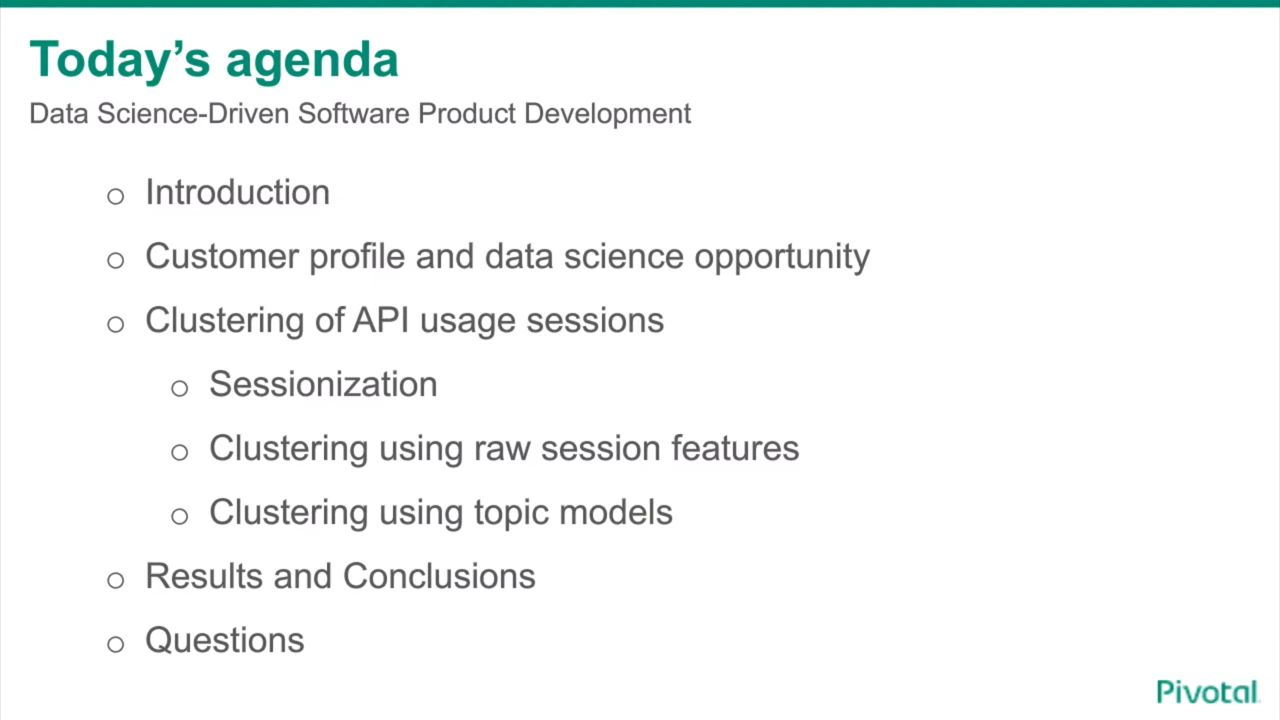 Today’s agenda
Data Science-Driven Software Product Development
Introduction
Customer profile and data science opportunity
Clustering of API usage sessions
Sessionization
Clustering using raw session features
Clustering using topic models
Results and Conclusions
Questions
Pivotal